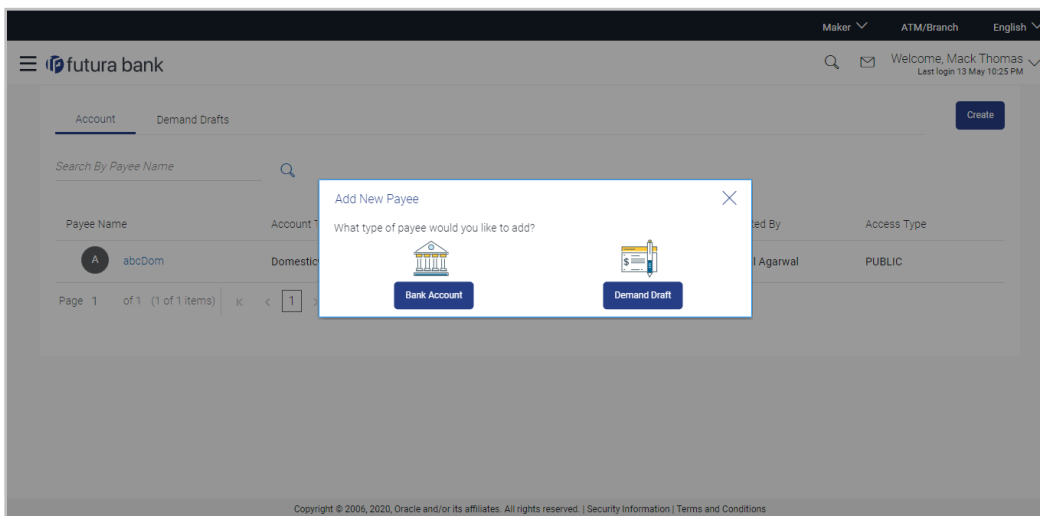 Maker ATM/Branch English
futura bank
Welcome, Mack Thomas
Last login 13 May 10:25 PM
Account Demand Drafts
Create
Search By Payee Name
Add New Payee
What type of payee would you like to add?
Payee Name Account ted By Access Type
A abcDom Domestic l Agarwal PUBLIC
Bank Account Demand Draft
Page 1 of 1 (1 of 1 items) 1
Copyright © 2006, 2020, Oracle and/or its affiliates. All rights reserved. | Security Information | Terms and Conditions